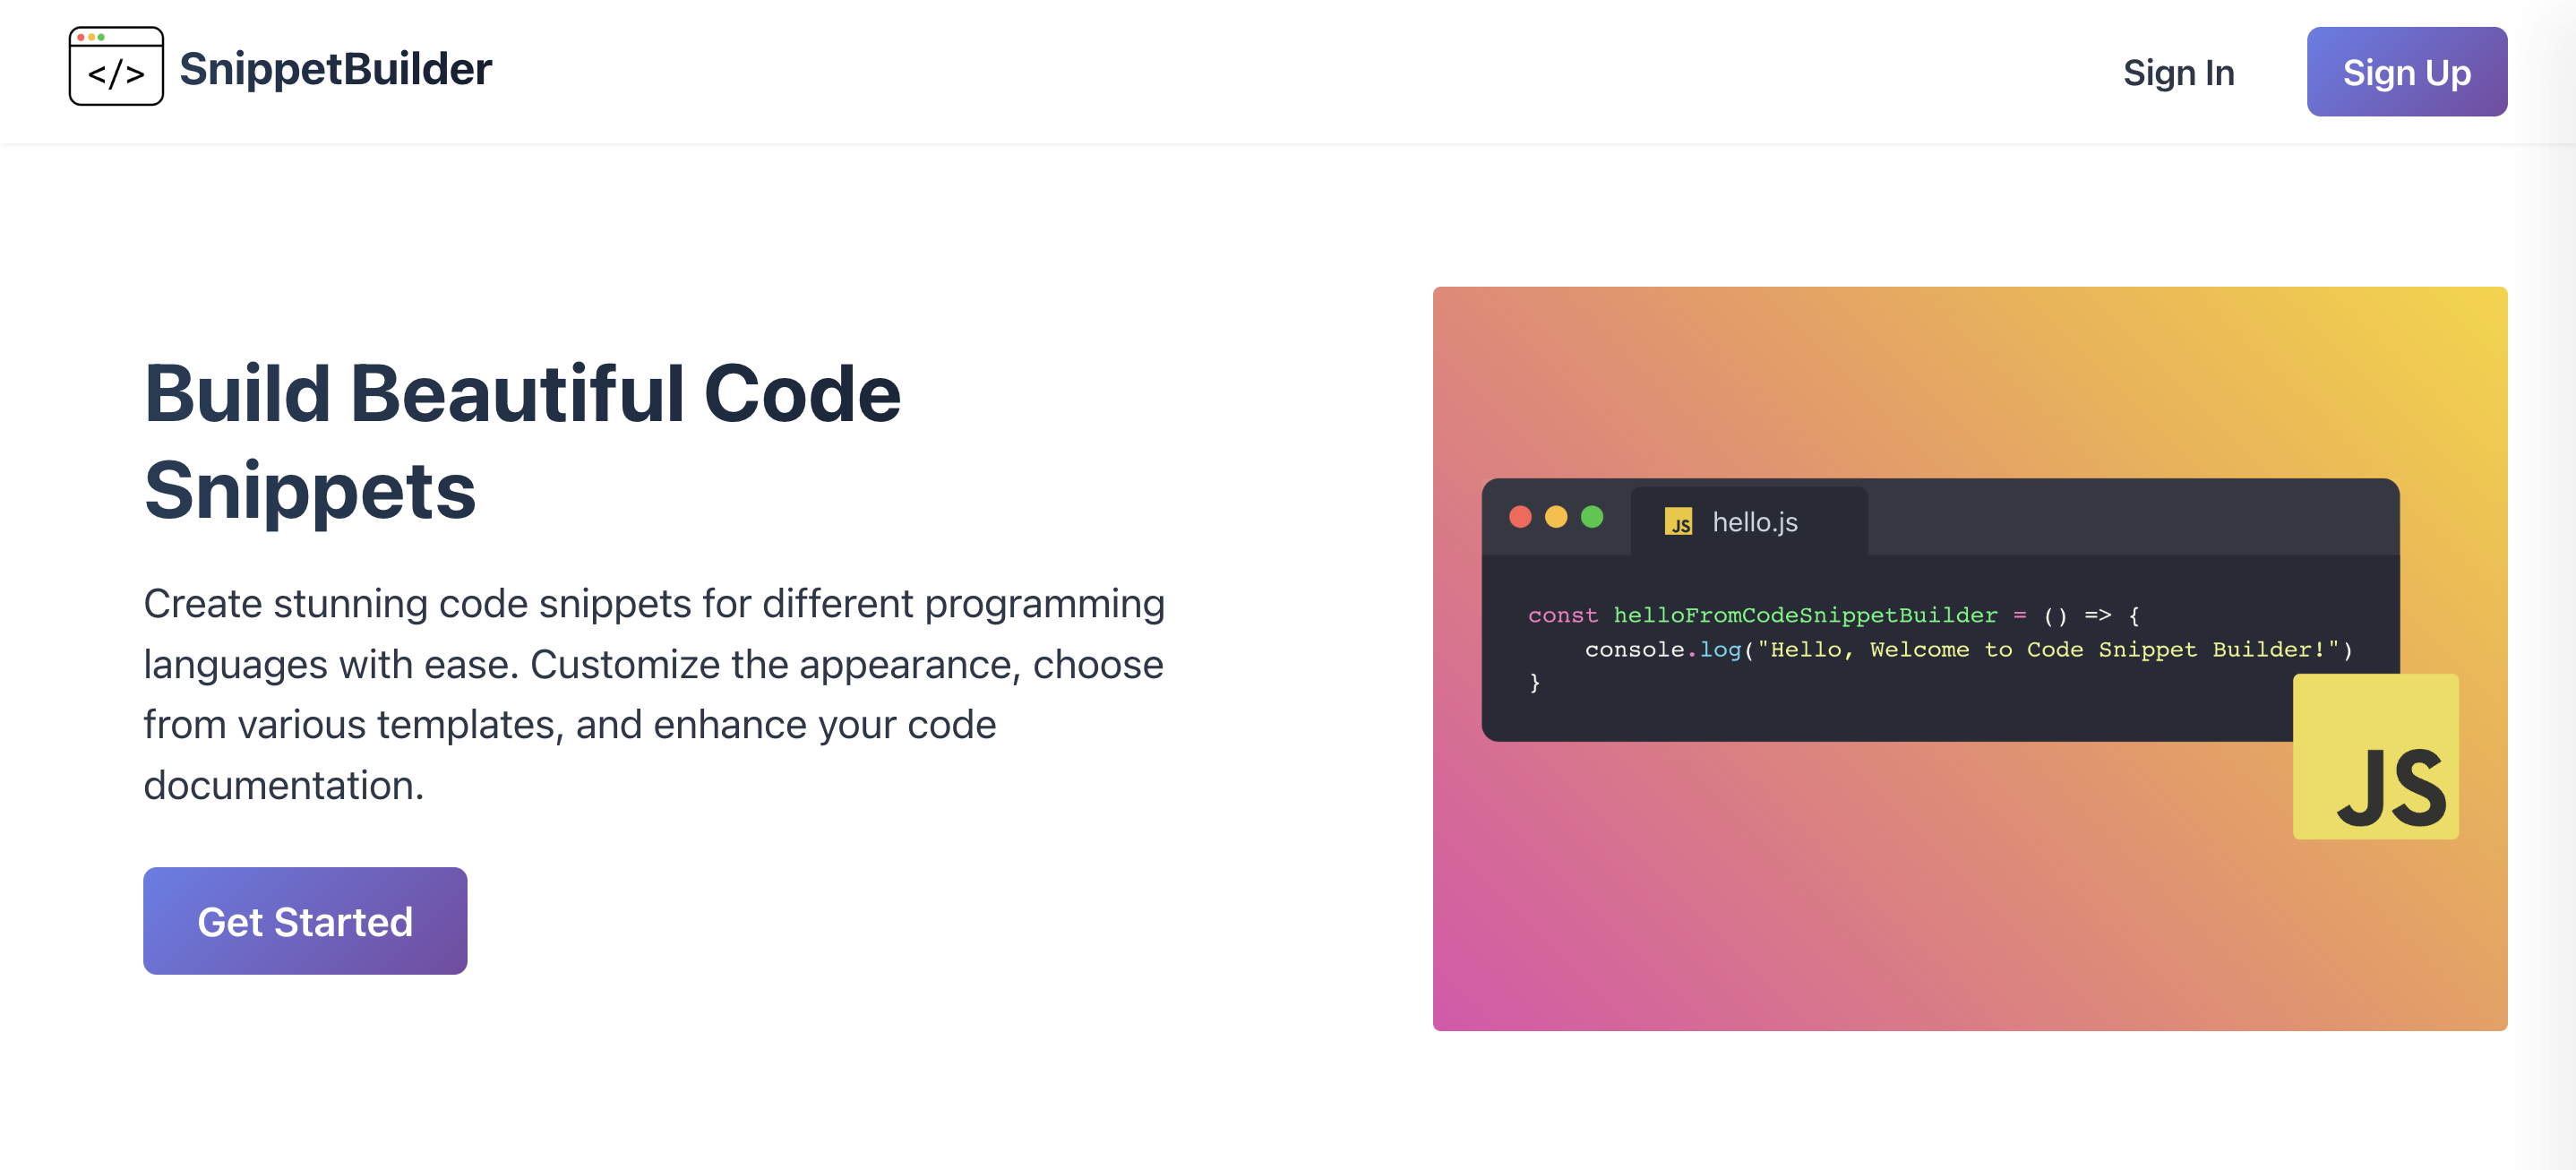 </>
SnippetBuilder
Sign In
Sign Up
Build Beautiful Code
Snippets
Create stunning code snippets for different programming
languages with ease. Customize the appearance, choose
from various templates, and enhance your code
documentation.
Get Started
JS hello.js
const helloFromCodeSnippetBuilder = () => {
    console.log("Hello, Welcome to Code Snippet Builder!")
}
JS